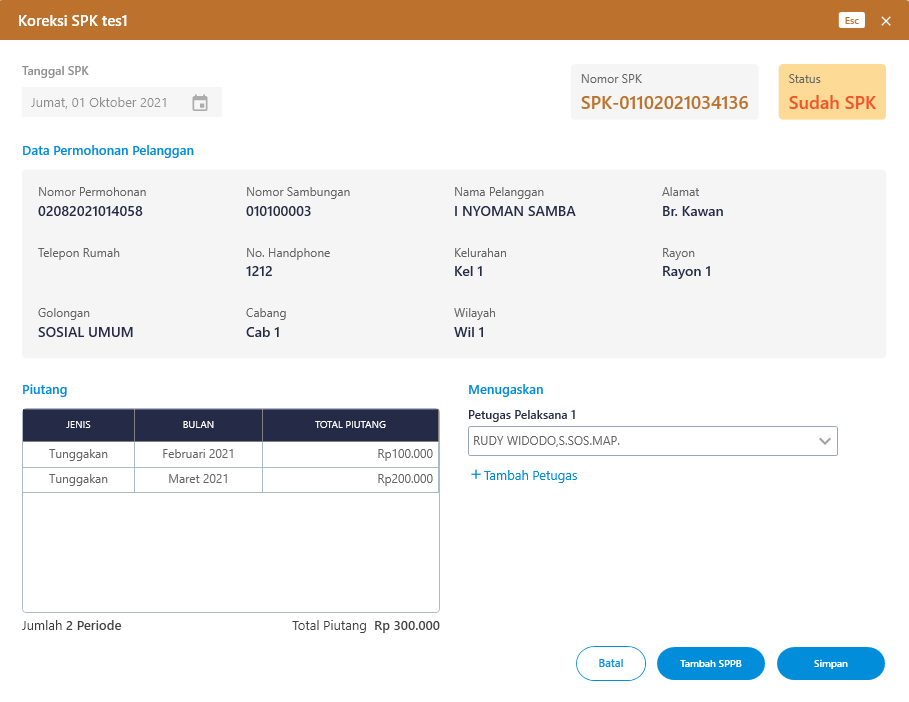 Koreksi SPK tes1
Esc
Tanggal SPK
Jumat, 01 Oktober 2021
Nomor SPK
SPK-01102021034136
Status
Sudah SPK
Data Permohonan Pelanggan
Nomor Permohonan
02082021014058
Nomor Sambungan
010100003
Nama Pelanggan
I NYOMAN SAMBA
Alamat
Br. Kawan
Telepon Rumah
No. Handphone
1212
Kelurahan
Kel 1
Rayon
Rayon 1
Golongan
SOSIAL UMUM
Cabang
Cab 1
Wilayah
Wil 1
Piutang
JENIS BULAN TOTAL PIUTANG
Tunggakan Februari 2021 Rp100.000
Tunggakan Maret 2021 Rp200.000
Jumlah 2 Periode
Total Piutang Rp 300.000
Menugaskan
Petugas Pelaksana 1
RUDY WIDODO,S.SOS.MAP.
+ Tambah Petugas
Batal
Tambah SPPB
Simpan